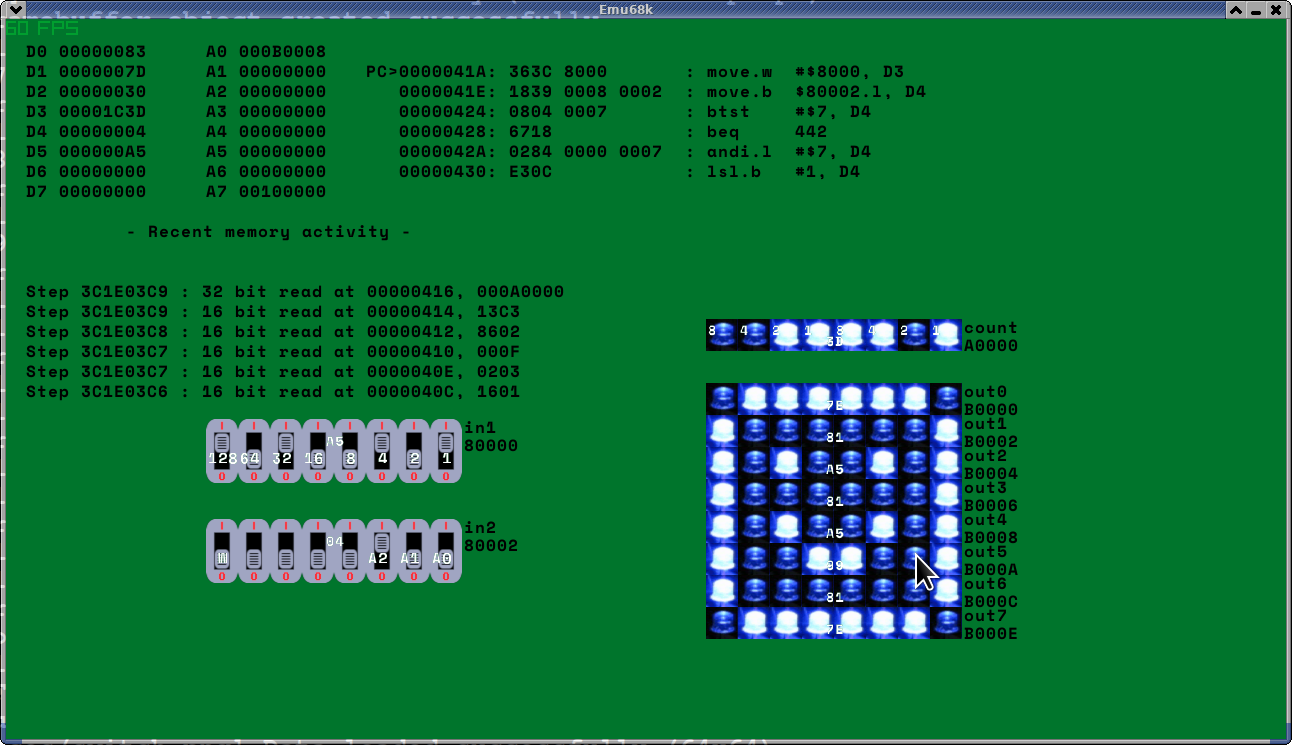 Emu68k
60 FPS
D0 00000083 A0 000B0008
D1 0000007D A1 00000000 PC>0000041A: 363C 8000 : move.w #$8000, D3
D2 00000030 A2 00000000 0000041E: 1839 0008 0002 : move.b $80002.l, D4
D3 00001C3D A3 00000000 00000424: 0804 0007 : btst #$7, D4
D4 00000004 A4 00000000 00000428: 6718 : beq 442
D5 000000A5 A5 00000000 0000042A: 0284 0000 0007 : andi.l #$7, D4
D6 00000000 A6 00000000 00000430: E30C : lsl.b #1, D4
D7 00000000 A7 00100000
- Recent memory activity -
Step 3C1E03C9 : 32 bit read at 00000416, 000A0000
Step 3C1E03C9 : 16 bit read at 00000414, 13C3
Step 3C1E03C8 : 16 bit read at 00000412, 8602
Step 3C1E03C7 : 16 bit read at 00000410, 000F
Step 3C1E03C7 : 16 bit read at 0000040E, 0203
Step 3C1E03C6 : 16 bit read at 0000040C, 1601
8 4 2 1 8 4 2 1 count
3D A0000
I I I I I I I I in1
A5 80000
128 64 32 16 8 4 2 1
0 0 0 0 0 0 0 0
I I I I I I I I in2
04 80002
W A2 A1 A0
0 0 0 0 0 0 0 0
out0
7E B0000
out1
81 B0002
out2
A5 B0004
out3
81 B0006
out4
A5 B0008
out5
99 B000A
out6
81 B000C
out7
7E B000E